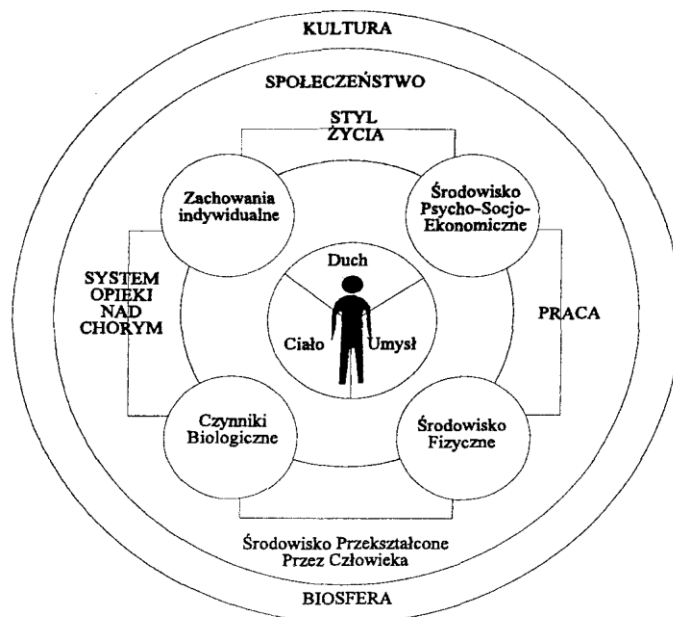 KULTURA
SPOŁECZEŃSTWO
STYL
ŻYCIA
Zachowania
indywidualne
Środowisko
Psycho-Socjo-
Ekonomiczne
Duch
SYSTEM
OPIEKI
NAD
CHORYM
PRACA
Ciało
Umysł
Czynniki
Biologiczne
Środowisko
Fizyczne
Środowisko Przekształcone
Przez Człowieka
BIOSFERA